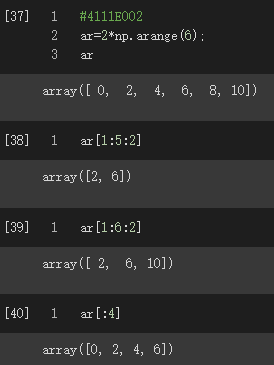 [37] 1 #4111E002
2 ar=2*np.arange(6);
3 ar
array([ 0, 2, 4, 6, 8, 10])
[38] 1 ar[1:5:2]
array([2, 6])
[39] 1 ar[1:6:2]
array([ 2, 6, 10])
[40] 1 ar[:4]
array([0, 2, 4, 6])